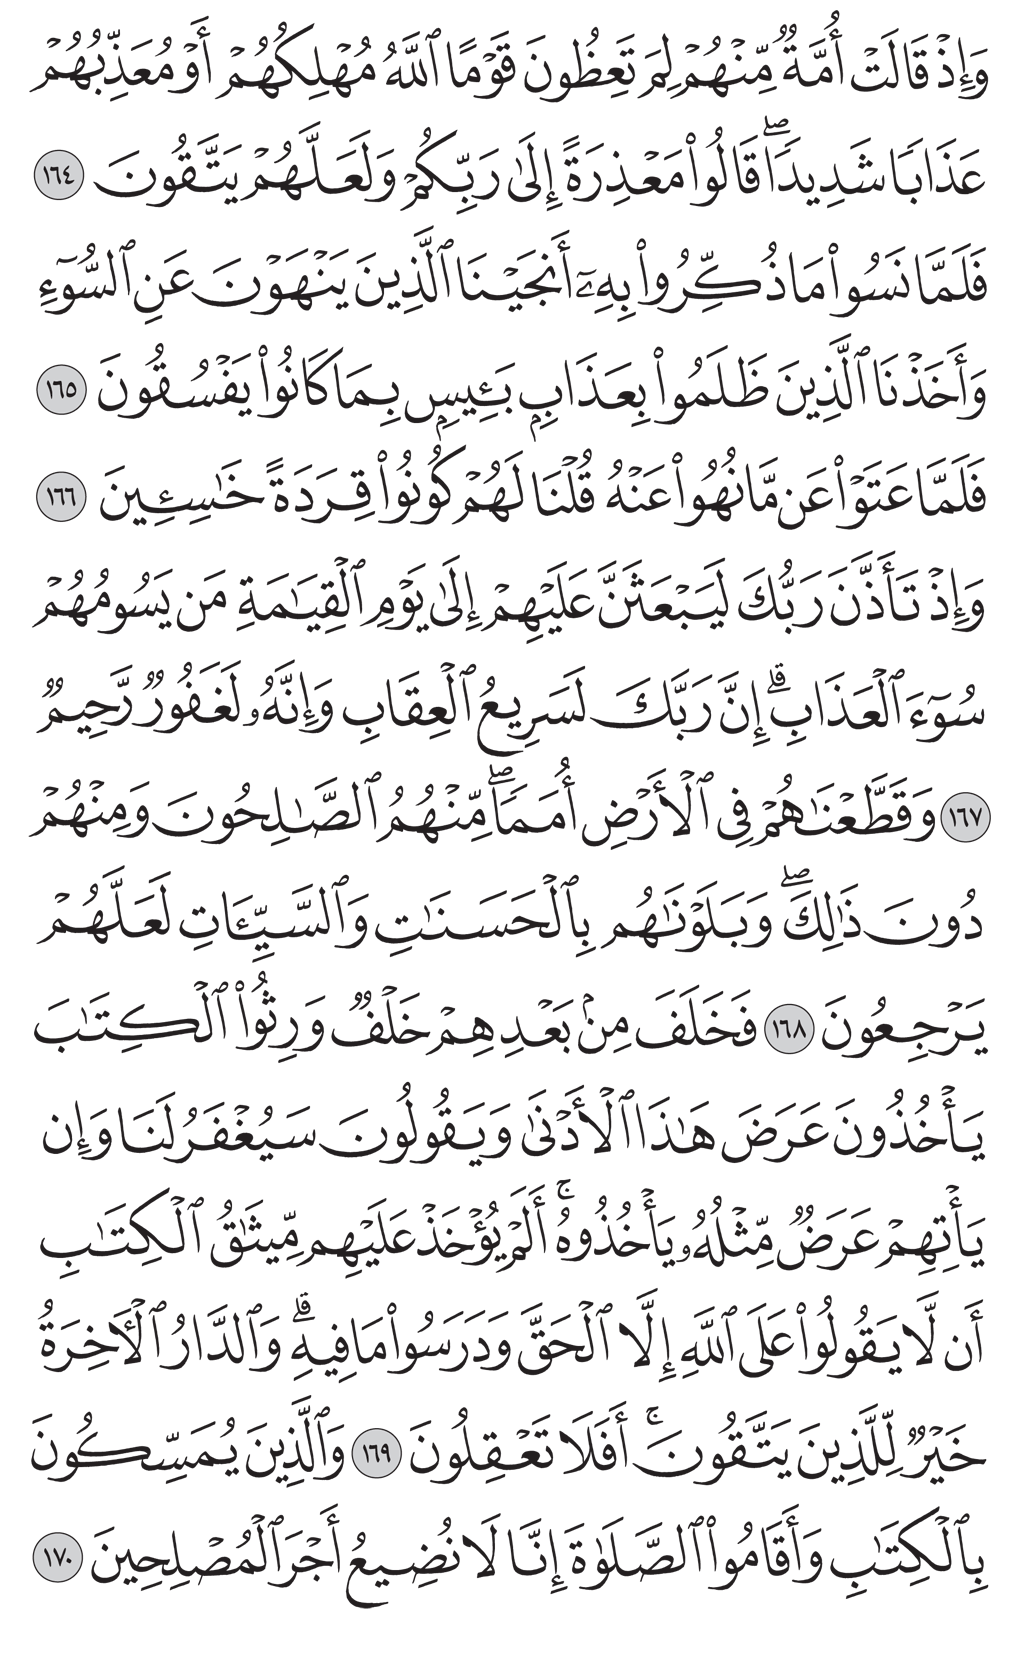 وَإِذۡ قَالَتۡ أُمَّةٞ مِّنۡهُمۡ لِمَ تَعِظُونَ قَوۡمًا ٱللَّهُ مُهۡلِكُهُمۡ أَوۡ مُعَذِّبُهُمۡ
عَذَابٗا شَدِيدٗاۖ قَالُواْ مَعۡذِرَةً إِلَىٰ رَبِّكُمۡ وَلَعَلَّهُمۡ يَتَّقُونَ ١٦٤
فَلَمَّا نَسُواْ مَا ذُكِّرُواْ بِهِۦٓ أَنجَيۡنَا ٱلَّذِينَ يَنۡهَوۡنَ عَنِ ٱلسُّوٓءِ
وَأَخَذۡنَا ٱلَّذِينَ ظَلَمُواْ بِعَذَابِۭ بَـِٔيسِۭ بِمَا كَانُواْ يَفۡسُقُونَ ١٦٥
فَلَمَّا عَتَوۡاْ عَن مَّا نُهُواْ عَنۡهُ قُلۡنَا لَهُمۡ كُونُواْ قِرَدَةً خَٰسِـِٔينَ ١٦٦
وَإِذۡ تَأَذَّنَ رَبُّكَ لَيَبۡعَثَنَّ عَلَيۡهِمۡ إِلَىٰ يَوۡمِ ٱلۡقِيَٰمَةِ مَن يَسُومُهُمۡ
سُوٓءَ ٱلۡعَذَابِۗ إِنَّ رَبَّكَ لَسَرِيعُ ٱلۡعِقَابِ وَإِنَّهُۥ لَغَفُورٞ رَّحِيمٞ
١٦٧ وَقَطَّعۡنَٰهُمۡ فِي ٱلۡأَرۡضِ أُمَمٗاۖ مِّنۡهُمُ ٱلصَّٰلِحُونَ وَمِنۡهُمۡ
دُونَ ذَٰلِكَۖ وَبَلَوۡنَٰهُم بِٱلۡحَسَنَٰتِ وَٱلسَّيِّـَٔاتِ لَعَلَّهُمۡ
يَرۡجِعُونَ ١٦٨ فَخَلَفَ مِنۢ بَعۡدِهِمۡ خَلۡفٞ وَرِثُواْ ٱلۡكِتَٰبَ
يَأۡخُذُونَ عَرَضَ هَٰذَا ٱلۡأَدۡنَىٰ وَيَقُولُونَ سَيُغۡفَرُ لَنَا وَإِن
يَأۡتِهِمۡ عَرَضٞ مِّثۡلُهُۥ يَأۡخُذُوهُۚ أَلَمۡ يُؤۡخَذۡ عَلَيۡهِم مِّيثَٰقُ ٱلۡكِتَٰبِ
أَن لَّا يَقُولُواْ عَلَى ٱللَّهِ إِلَّا ٱلۡحَقَّ وَدَرَسُواْ مَا فِيهِۗ وَٱلدَّارُ ٱلۡأٓخِرَةُ
خَيۡرٞ لِّلَّذِينَ يَتَّقُونَۚ أَفَلَا تَعۡقِلُونَ ١٦٩ وَٱلَّذِينَ يُمَسِّكُونَ
بِٱلۡكِتَٰبِ وَأَقَامُواْ ٱلصَّلَوٰةَ إِنَّا لَا نُضِيعُ أَجۡرَ ٱلۡمُصۡلِحِينَ ١٧٠